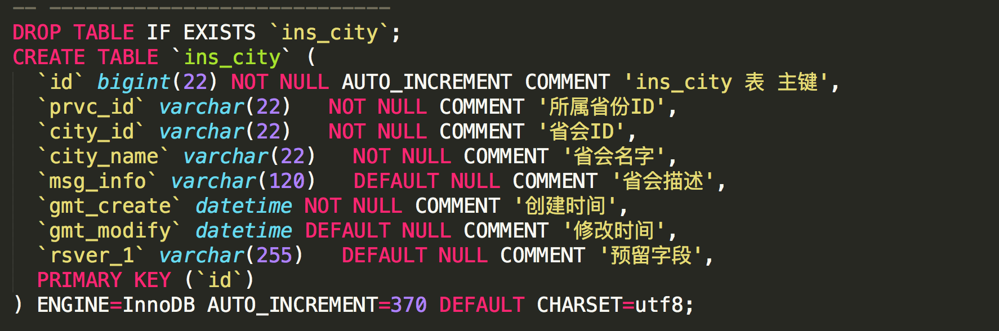 -- ----------------------------
DROP TABLE IF EXISTS `ins_city`;
CREATE TABLE `ins_city` (
  `id` bigint(22) NOT NULL AUTO_INCREMENT COMMENT 'ins_city 表 主键',
  `prvc_id` varchar(22)   NOT NULL COMMENT '所属省份ID',
  `city_id` varchar(22)   NOT NULL COMMENT '省会ID',
  `city_name` varchar(22)   NOT NULL COMMENT '省会名字',
  `msg_info` varchar(120)   DEFAULT NULL COMMENT '省会描述',
  `gmt_create` datetime NOT NULL COMMENT '创建时间',
  `gmt_modify` datetime DEFAULT NULL COMMENT '修改时间',
  `rsver_1` varchar(255)   DEFAULT NULL COMMENT '预留字段',
  PRIMARY KEY (`id`)
) ENGINE=InnoDB AUTO_INCREMENT=370 DEFAULT CHARSET=utf8;